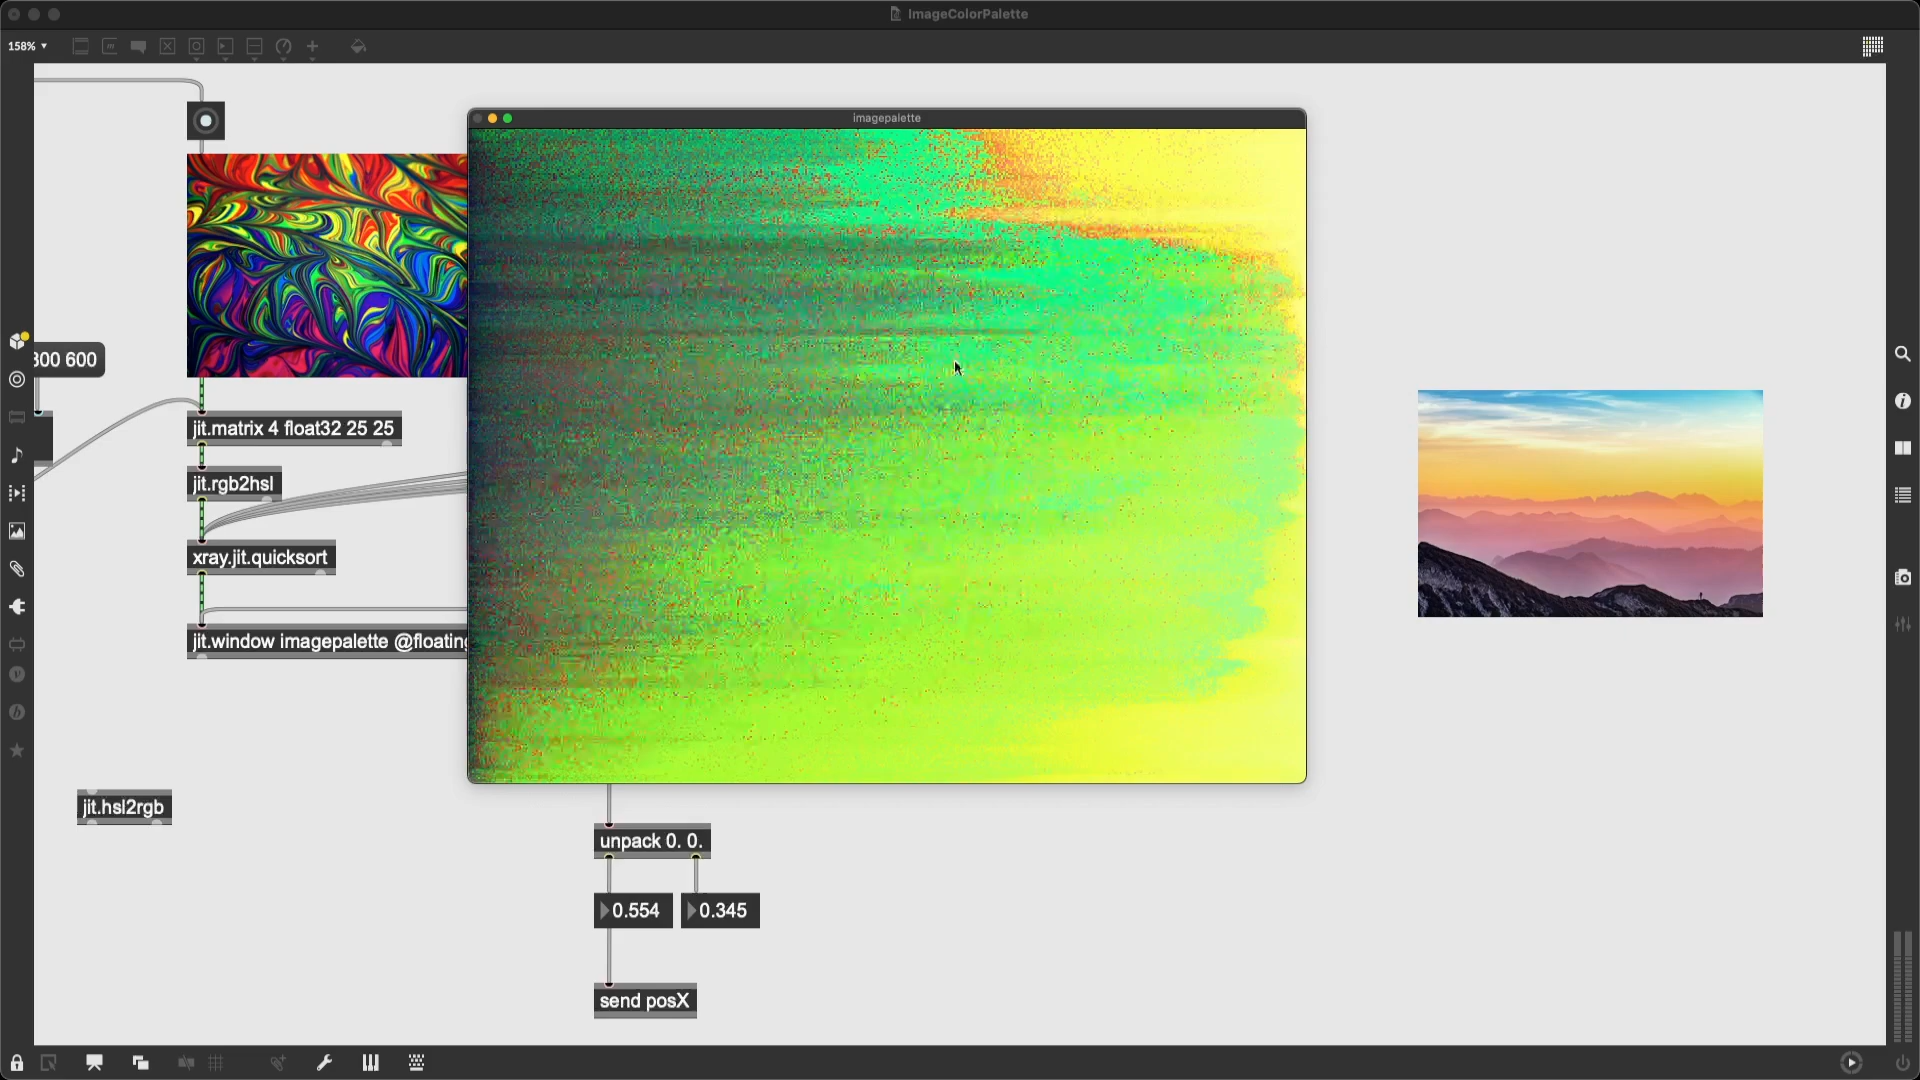 ImageColorPalette
158%
imagepalette
300 600
jit.matrix 4 float32 25 25
jit.rgb2hsl
xray.jit.quicksort
jit.window imagepalette @floating
jit.hsl2rgb
unpack 0. 0.
0.554
0.345
send posX